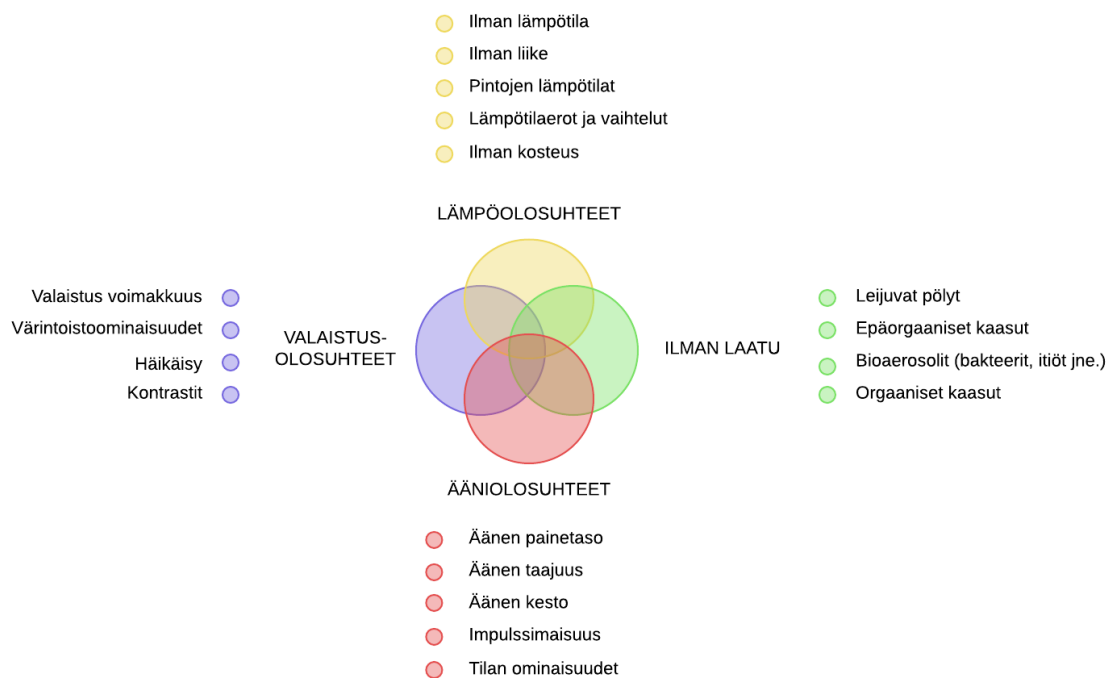 Ilman lämpötila
Ilman liike
Pintojen lämpötilat
Lämpötilaerot ja vaihtelut
Ilman kosteus
LÄMPÖOLOSUHTEET
Valaistus voimakkuus
Värintoistoominaisuudet
Häikäisy
Kontrastit
VALAISTUS-
OLOSUHTEET
ILMAN LAATU
Leijuvat pölyt
Epäorgaaniset kaasut
Bioaerosolit (bakteerit, itiöt jne.)
Orgaaniset kaasut
ÄÄNIOLOSUHTEET
Äänen painetaso
Äänen taajuus
Äänen kesto
Impulssimaisuus
Tilan ominaisuudet